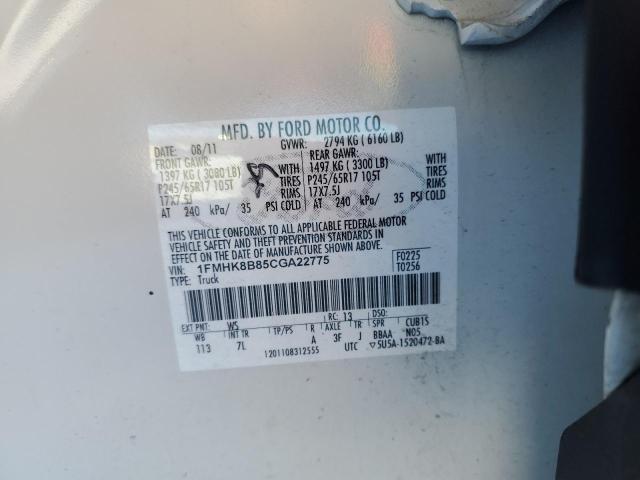 MFD. BY FORD MOTOR CO.
DATE: 08/11 GVWR: 2794 KG ( 6160 LB)
FRONT GAWR: REAR GAWR:
1397 KG ( 3080 LB) WITH 1497 KG ( 3300 LB) WITH
P245/65R17 105T TIRES P245/65R17 105T TIRES
17X7.5J RIMS 17X7.5J RIMS
AT 240 kPa/ 35 PSI COLD AT 240 kPa/ 35 PSI COLD
THIS VEHICLE CONFORMS TO ALL APPLICABLE FEDERAL MOTOR
VEHICLE SAFETY AND THEFT PREVENTION STANDARDS IN
EFFECT ON THE DATE OF MANUFACTURE SHOWN ABOVE.
VIN: 1FMHK8B85CGA22775 F0225
TYPE: Truck T0256
EXT PNT: WS RC: 13 DSO:
WB INT TR TP/PS R AXLE TR SPR CUB1S
113 7L A 3F J BBAA N05
1201108312555 UTC ▽5U5A-1520472-BA